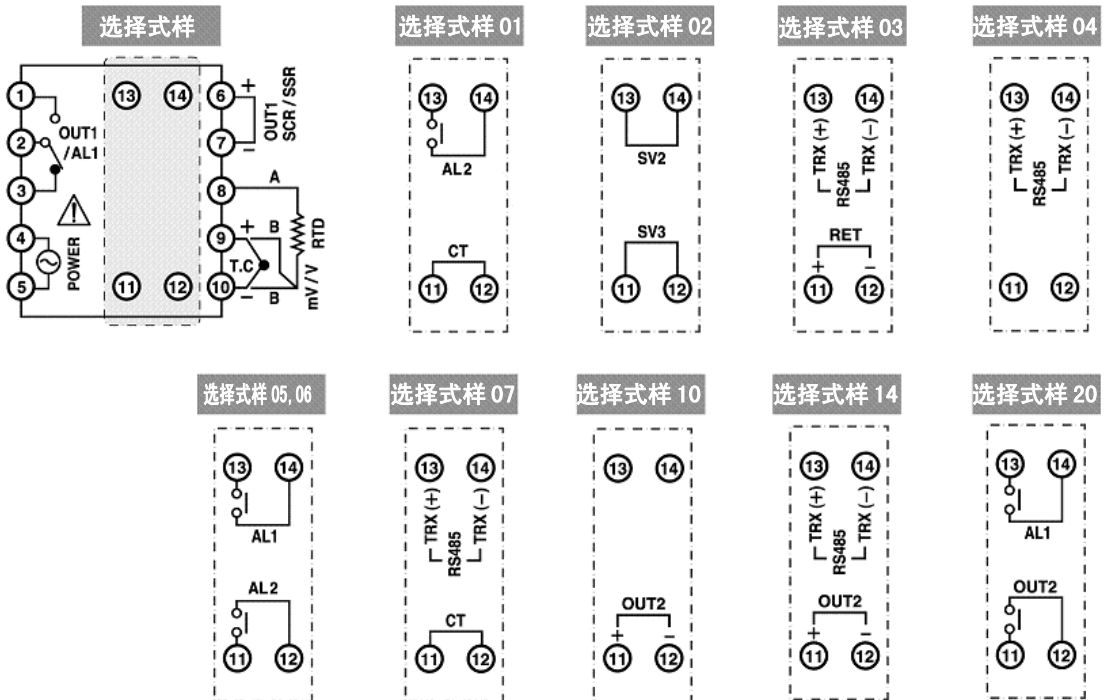 选择式样
1
2
3
4
5
OUT1
/AL1
POWER
13
14
11
12
6
7
8
9
10
+
−
OUT1
SCR / SSR
A
+
B
T.C
−
B
RTD
mV / V
选择式样 01
13
14
AL2
CT
11
12
选择式样 02
13
14
SV2
SV3
11
12
选择式样 03
13
14
TRX (+)
TRX (−)
RS485
RET
+
−
11
12
选择式样 04
13
14
TRX (+)
TRX (−)
RS485
11
12
选择式样 05, 06
13
14
AL1
AL2
11
12
选择式样 07
13
14
TRX (+)
TRX (−)
RS485
CT
11
12
选择式样 10
13
14
OUT2
+
−
11
12
选择式样 14
13
14
TRX (+)
TRX (−)
RS485
OUT2
+
−
11
12
选择式样 20
13
14
AL1
OUT2
11
12